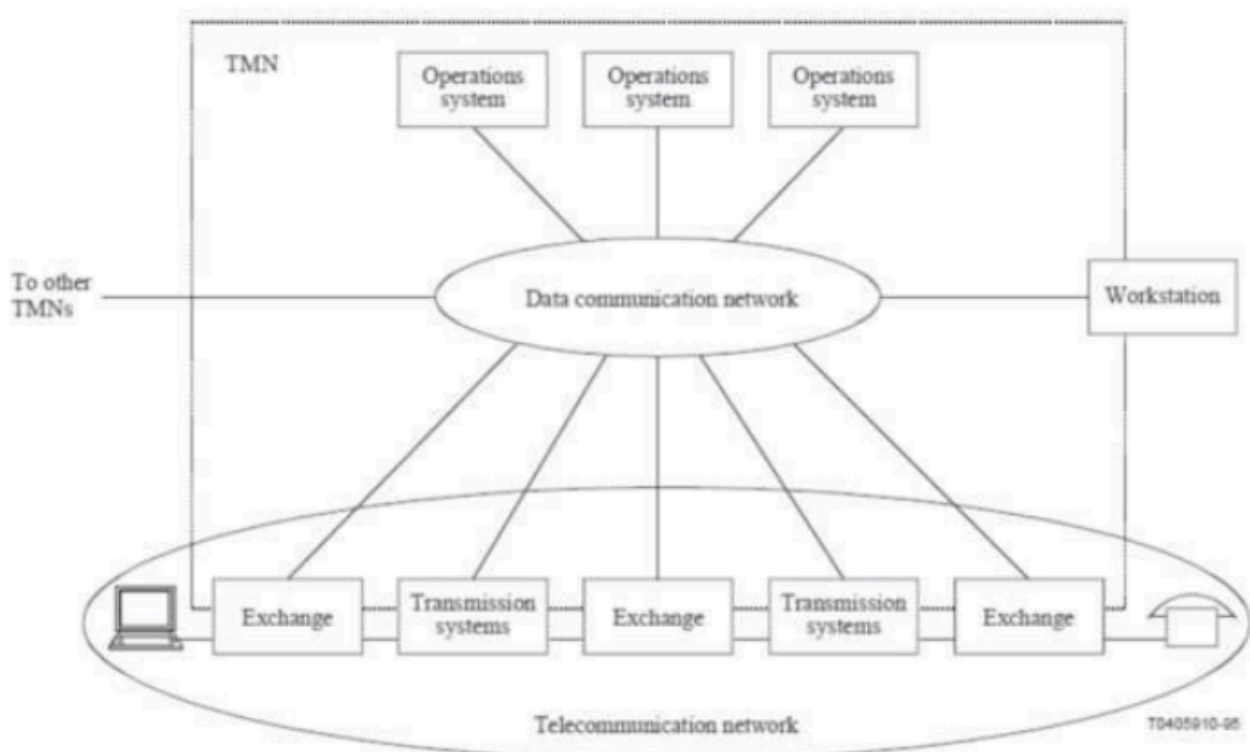 TMN
Operations
system
Operations
system
Operations
system
To other
TMNs
Data communication network
Workstation
Exchange
Transmission
systems
Exchange
Transmission
systems
Exchange
Telecommunication network
T0405910-95